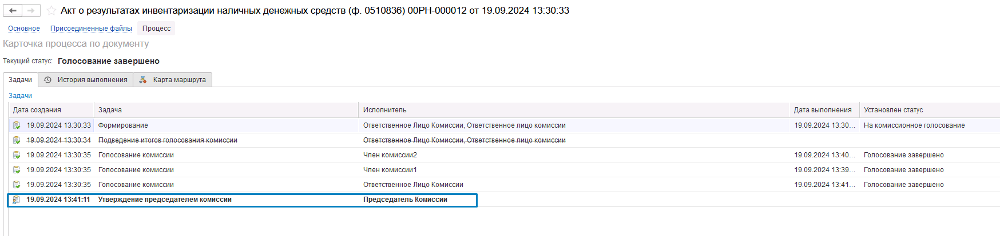 Акт о результатах инвентаризации наличных денежных средств (ф. 0510836) 00РН-000012 от 19.09.2024 13:30:33
Основное Присоединенные файлы Процесс
Карточка процесса по документу
Текущий статус: Голосование завершено
Задачи История выполнения Карта маршрута
Задачи
Дата создания Задача Исполнитель Дата выполнения Установлен статус
19.09.2024 13:30:33 Формирование Ответственное Лицо Комиссии, Ответственное лицо комиссии 19.09.2024 13:30... На комиссионное голосование
19.09.2024 13:30:34 Подведение итогов голосования комиссии Ответственное Лицо Комиссии, Ответственное лицо комиссии
19.09.2024 13:30:35 Голосование комиссии Член комиссии2 19.09.2024 13:40... Голосование завершено
19.09.2024 13:30:35 Голосование комиссии Член комиссии1 19.09.2024 13:39... Голосование завершено
19.09.2024 13:30:35 Голосование комиссии Ответственное Лицо Комиссии 19.09.2024 13:41... Голосование завершено
19.09.2024 13:41:11 Утверждение председателем комиссии Председатель Комиссии